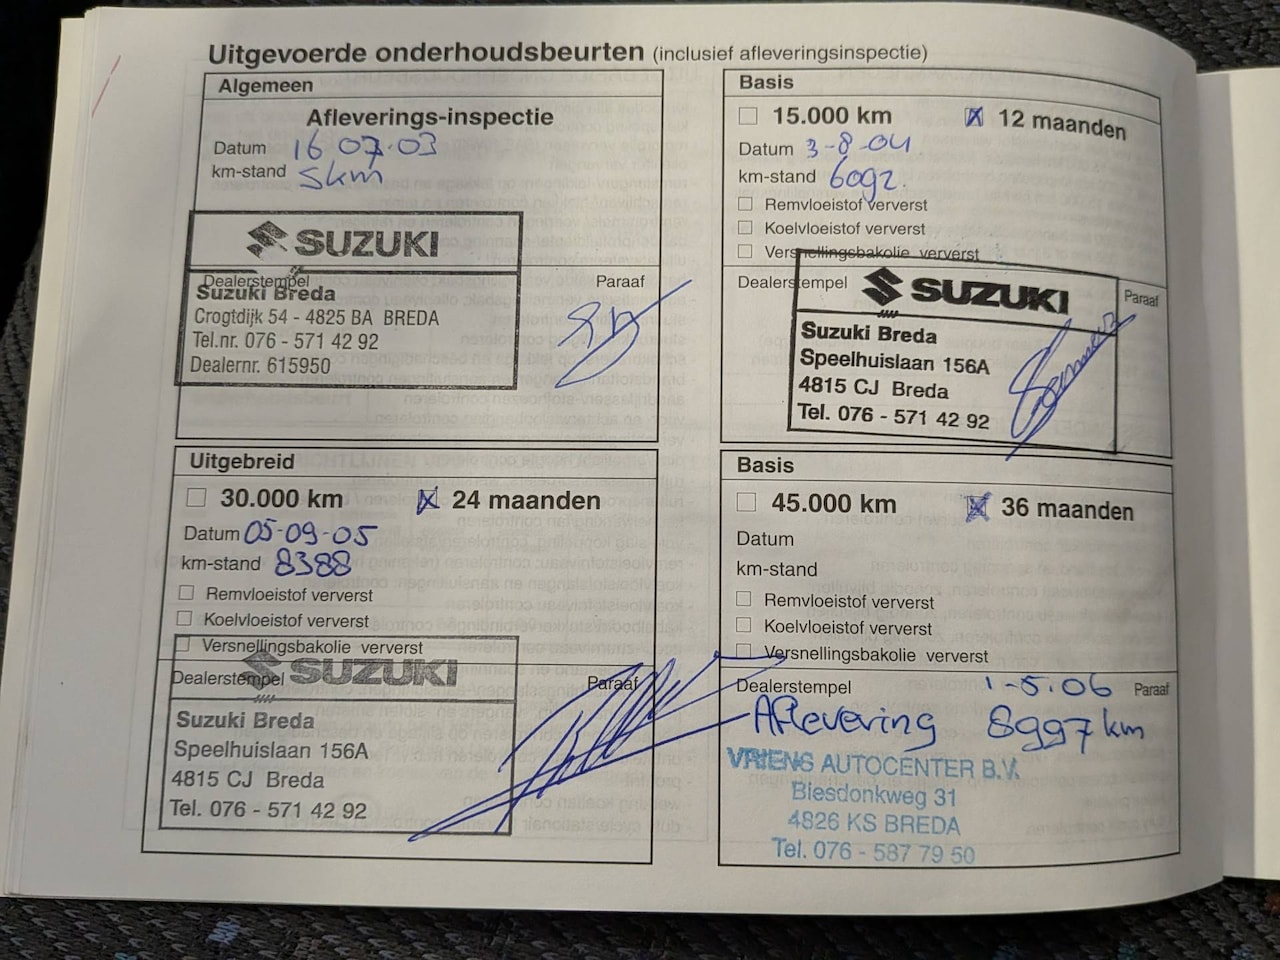 Uitgevoerde onderhoudsbeurten (inclusief afleveringsinspectie)
Algemeen
Afleverings-inspectie
Datum 16 07-03
km-stand 5km
SUZUKI
Dealerstempel
Paraaf
Suzuki Breda
Crogtdijk 54 - 4825 BA BREDA
Tel.nr. 076 - 571 42 92
Dealernr. 615950
Basis
15.000 km 12 maanden
Datum 3-8-04
km-stand 6092
Remvloeistof ververst
Koelvloeistof ververst
Versnellingsbakolie ververst
Dealerstempel
Paraaf
SUZUKI
Suzuki Breda
Speelhuislaan 156A
4815 CJ Breda
Tel. 076 - 571 42 92
Uitgebreid
30.000 km 24 maanden
Datum 05-09-05
km-stand 8388
Remvloeistof ververst
Koelvloeistof ververst
Versnellingsbakolie ververst
SUZUKI
Dealerstempel
Paraaf
Suzuki Breda
Speelhuislaan 156A
4815 CJ Breda
Tel. 076 - 571 42 92
Basis
45.000 km 36 maanden
Datum
km-stand
Remvloeistof ververst
Koelvloeistof ververst
Versnellingsbakolie ververst
Dealerstempel 1-5.06 Paraaf
Aflevering 8997km
VRIENS AUTOCENTER B.V.
Biesdonkweg 31
4826 KS BREDA
Tel. 076 - 587 79 50